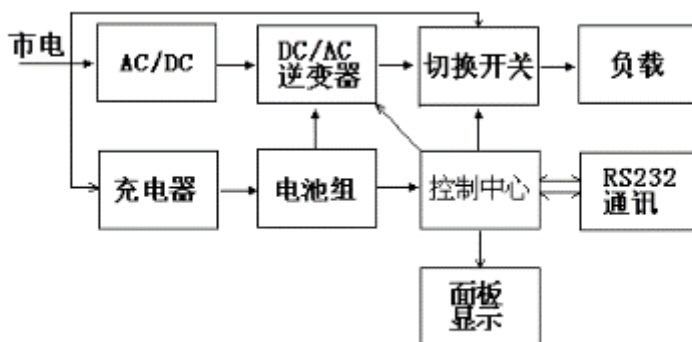 市电
AC/DC
DC/AC
逆变器
切换开关
负载
充电器
电池组
控制中心
RS232
通讯
面板
显示